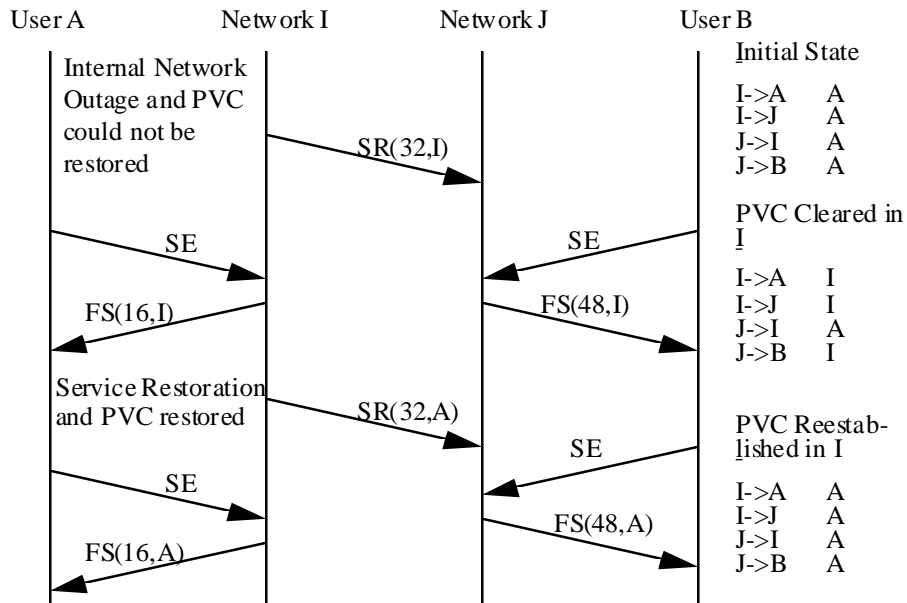 User A Network I Network J User B
Internal Network
Outage and PVC
could not be
restored
SR(32,I)
Initial State
I->A A
I->J A
J->I A
J->B A
PVC Cleared in
I
SE
SE
FS(16,I)
FS(48,I)
I->A I
I->J I
J->I A
J->B I
Service Restoration
and PVC restored
SR(32,A)
PVC Reestab-
lished in I
SE
SE
FS(16,A)
FS(48,A)
I->A A
I->J A
J->I A
J->B A